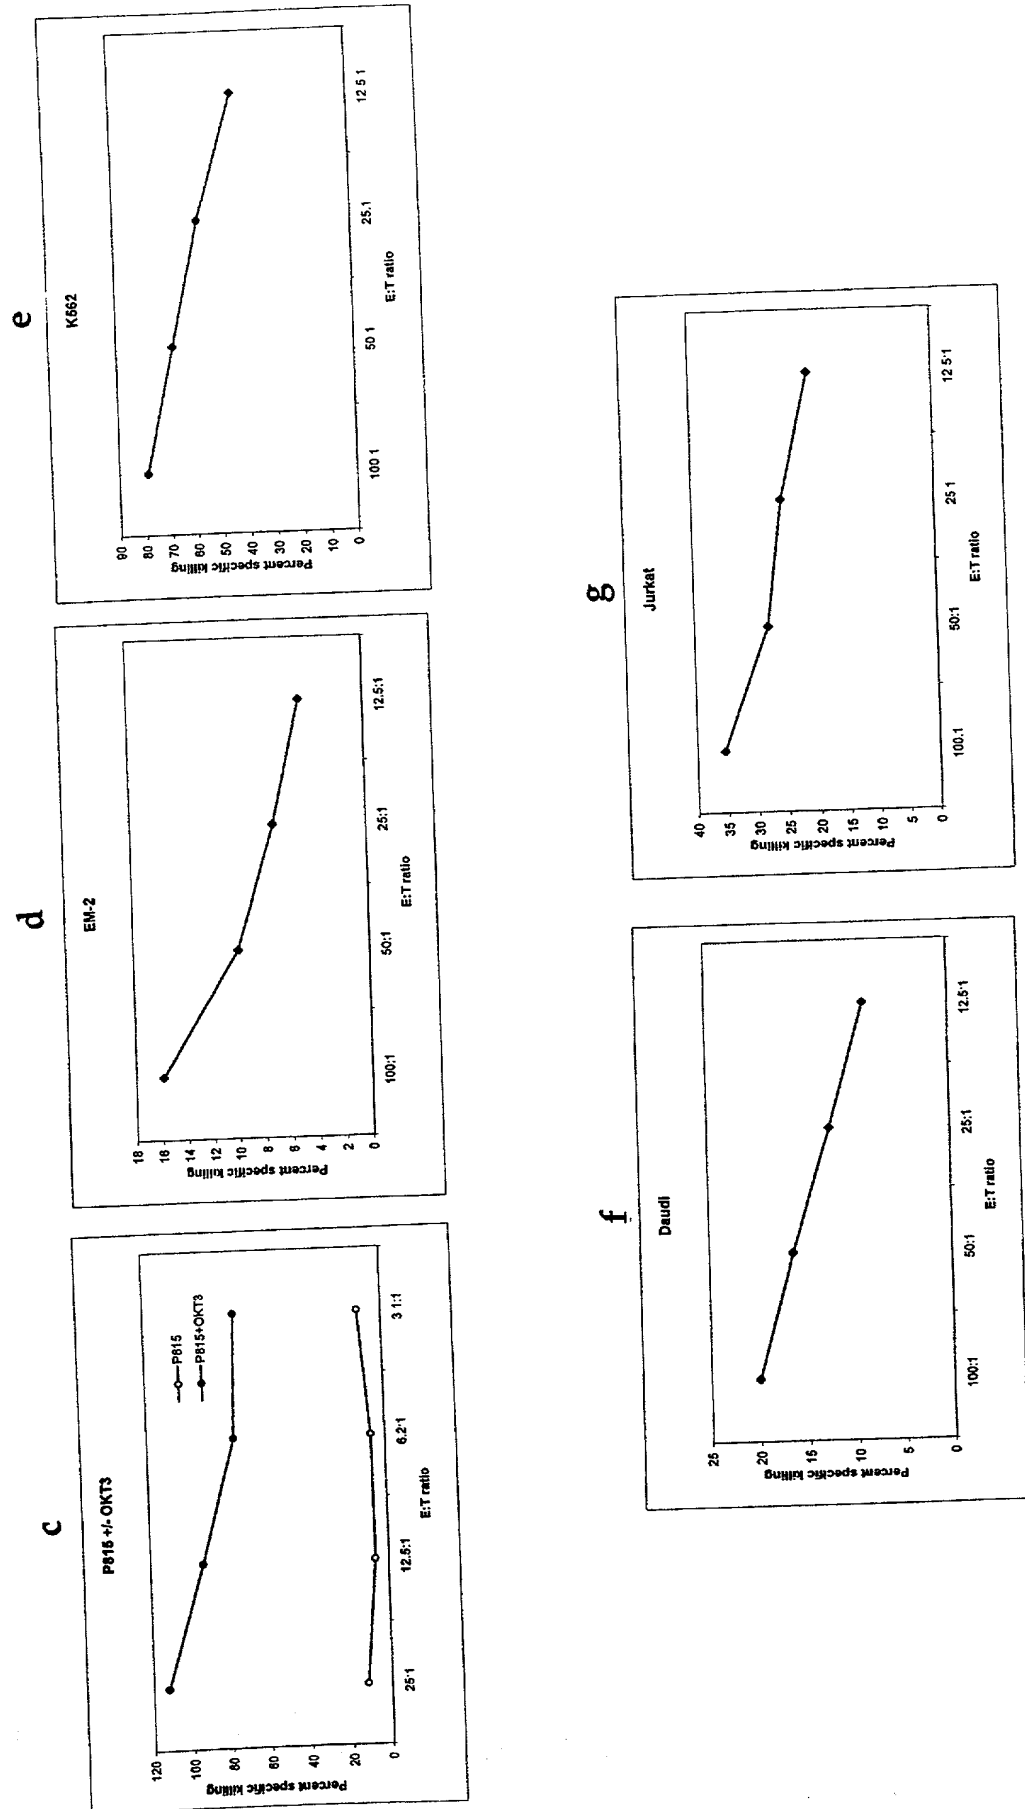 c
P815 +/- OKT3
Percent specific killing
120
100
80
60
40
20
0
P815
P815+OKT3
25:1
12.5:1
6.2:1
3 1:1
E:T ratio
d
EM-2
Percent specific killing
18
16
14
12
10
8
6
4
2
0
100:1
50:1
25:1
12.5:1
E:T ratio
e
K562
Percent specific killing
90
80
70
60
50
40
30
20
10
0
100 1
50 1
25.1
12 5 1
E:T ratio
f
Daudi
Percent specific killing
25
20
15
10
5
0
100:1
50:1
25:1
12.5:1
E:T ratio
g
Jurkat
Percent specific killing
40
35
30
25
20
15
10
5
0
100.1
50:1
25 1
12 5:1
E:T ratio